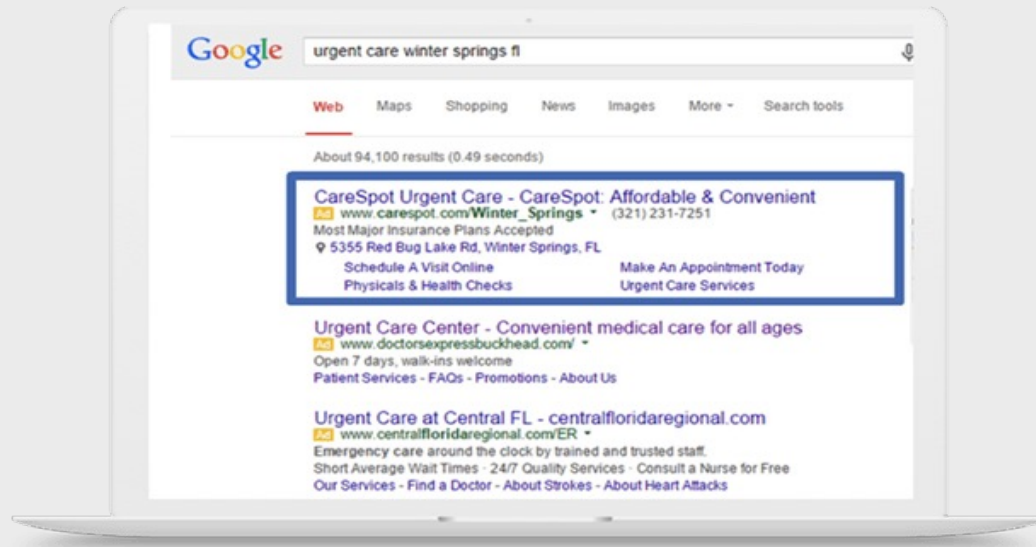 Google urgent care winter springs fl
Web Maps Shopping News Images More Search tools
About 94,100 results (0.49 seconds)
CareSpot Urgent Care - CareSpot: Affordable & Convenient
Ad www.carespot.com/Winter_Springs (321) 231-7251
Most Major Insurance Plans Accepted
5355 Red Bug Lake Rd, Winter Springs, FL
Schedule A Visit Online Make An Appointment Today
Physicals & Health Checks Urgent Care Services
Urgent Care Center - Convenient medical care for all ages
Ad www.doctorsexpressbuckhead.com/
Open 7 days, walk-ins welcome
Patient Services - FAQs - Promotions - About Us
Urgent Care at Central FL - centralfloridaregional.com
Ad www.centralfloridaregional.com/ER
Emergency care around the clock by trained and trusted staff.
Short Average Wait Times · 24/7 Quality Services · Consult a Nurse for Free
Our Services - Find a Doctor - About Strokes - About Heart Attacks